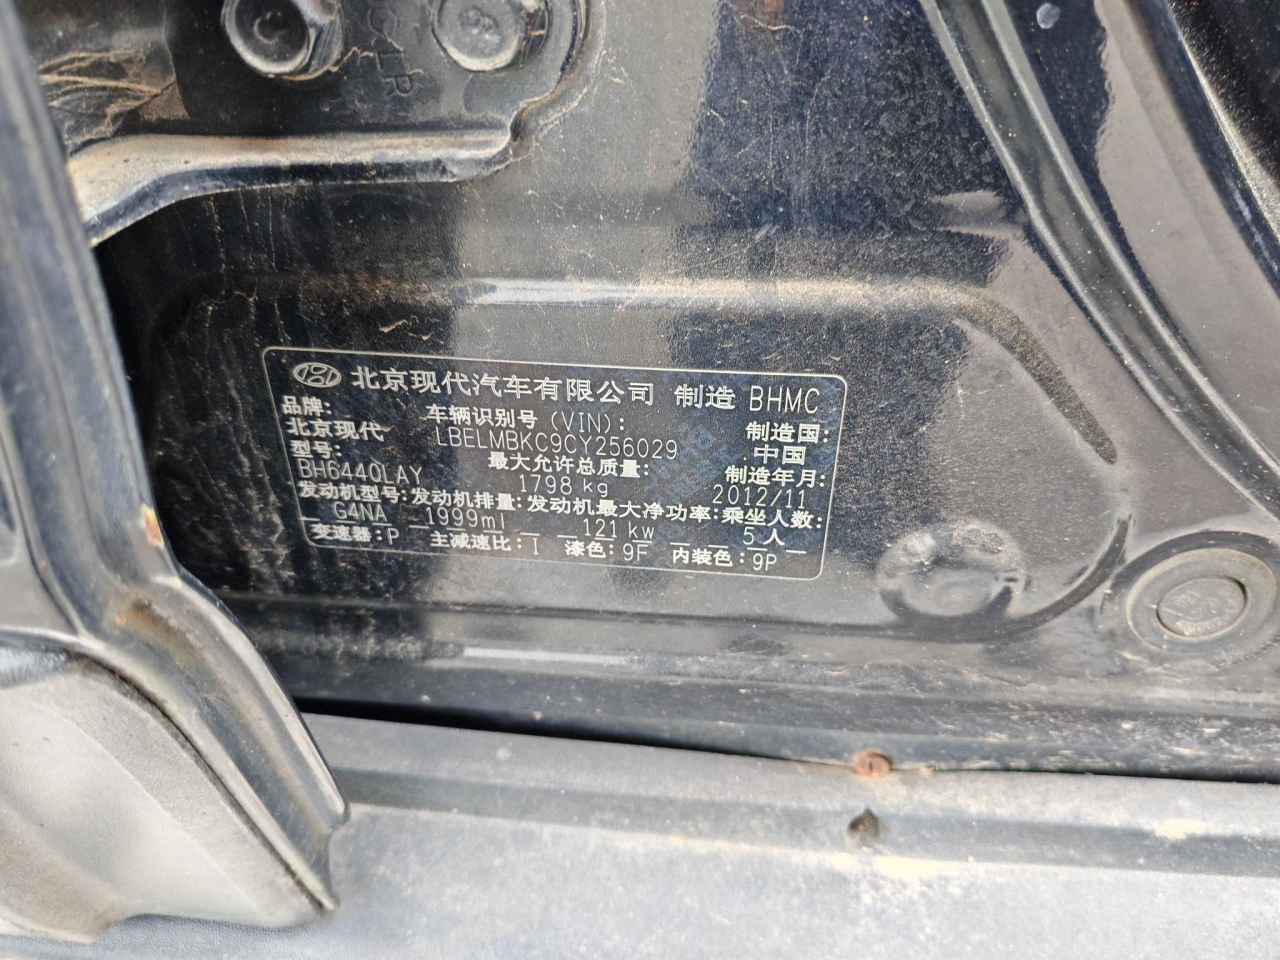 北京现代汽车有限公司 制造 BHMC
品牌: 车辆识别号 (VIN): 制造国:
北京现代 LBELMBKC9CY256029 中国
型号: 最大允许总质量: 制造年月:
BH6440LAY 1798 kg 2012/11
发动机型号: 发动机排量: 发动机最大净功率: 乘坐人数:
G4NA 1999ml 121 kw 5 人
变速器: P 主减速比: I 漆色: 9F 内装色: 9P